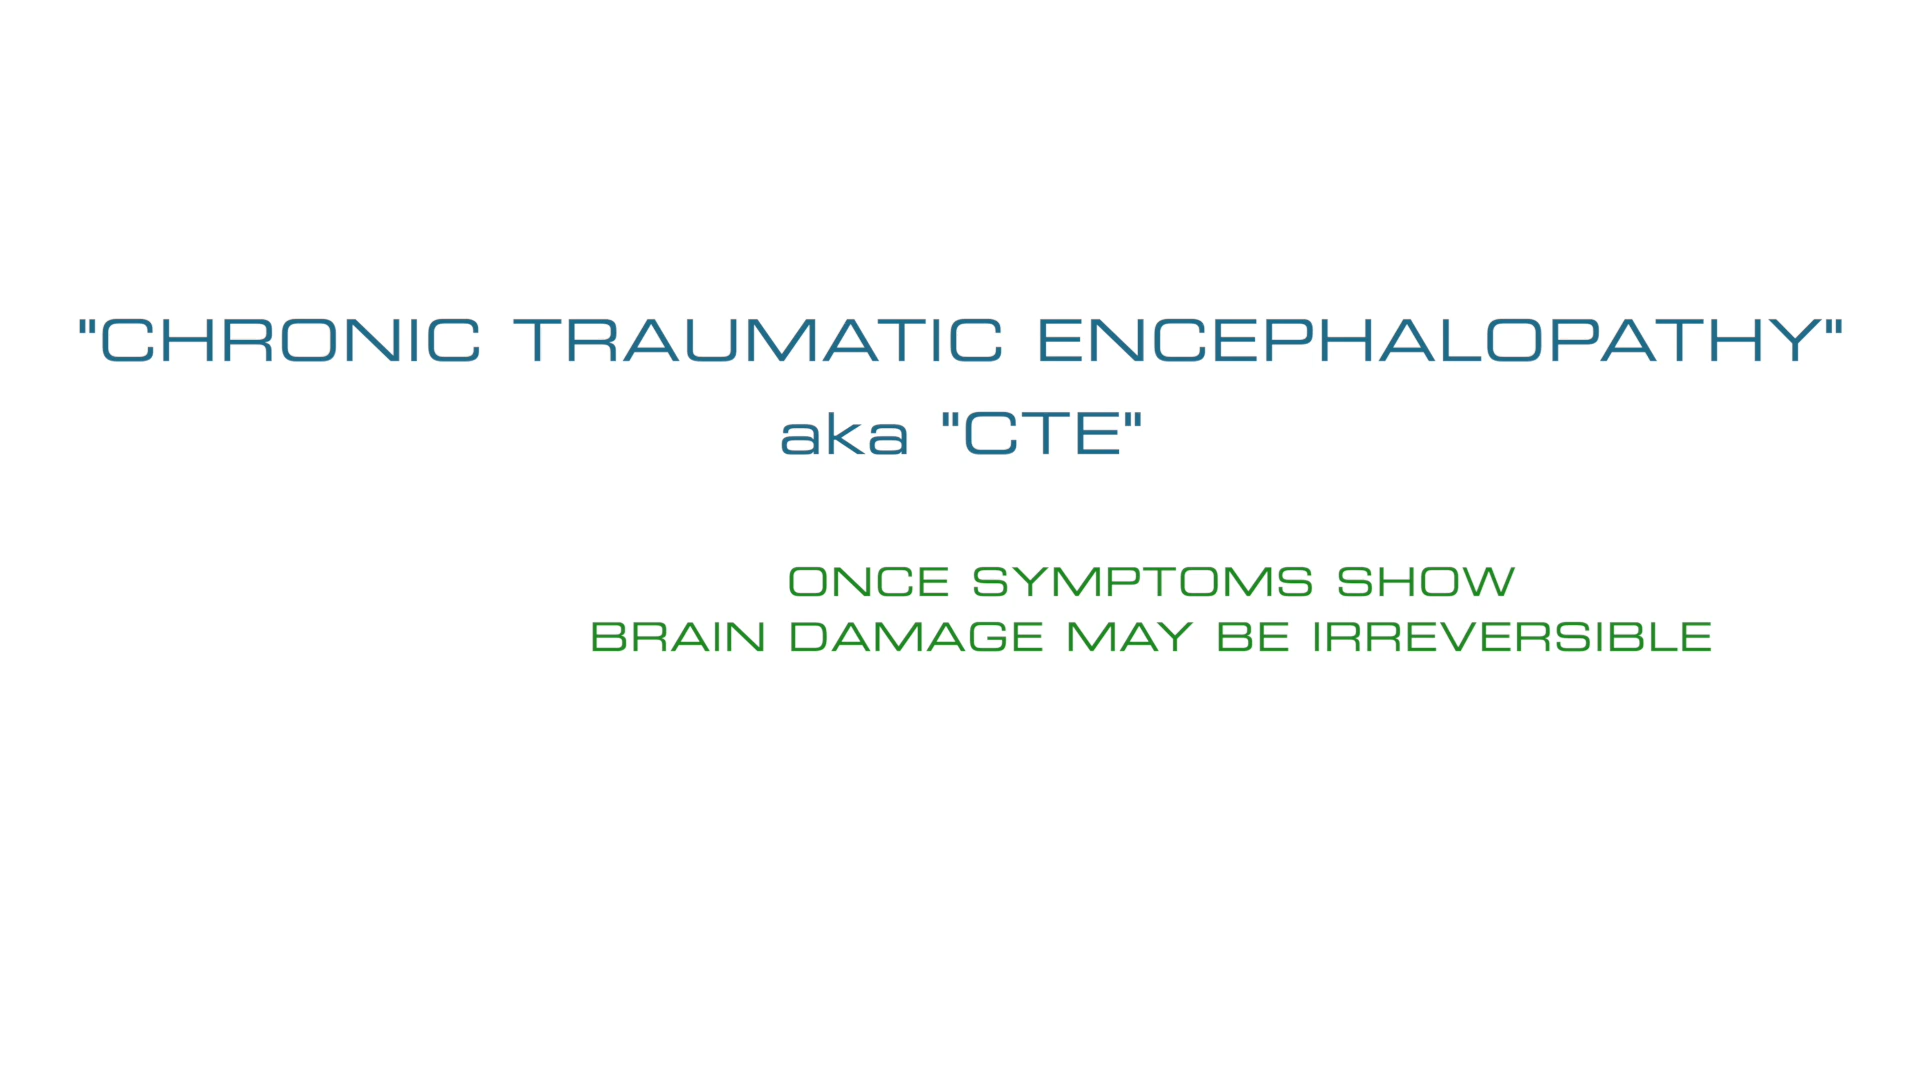 "CHRONIC TRAUMATIC ENCEPHALOPATHY"
aka "CTE"
ONCE SYMPTOMS SHOW
BRAIN DAMAGE MAY BE IRREVERSIBLE